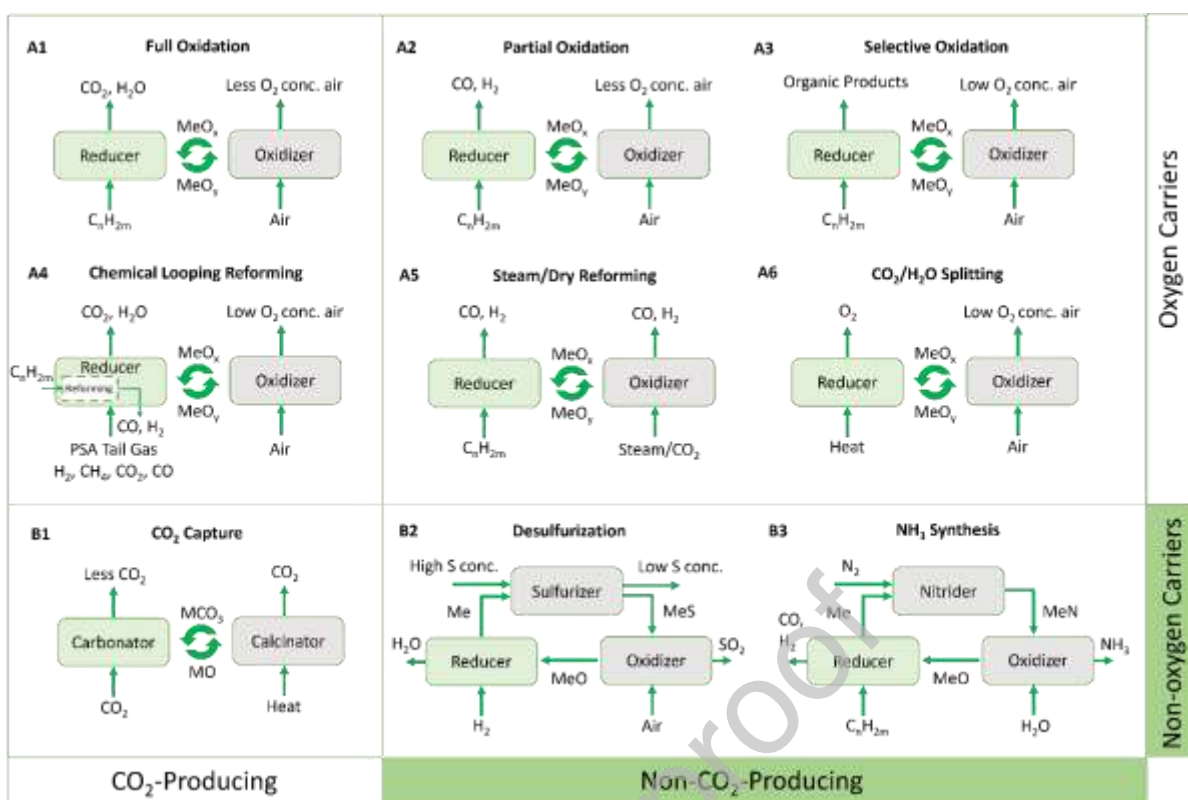 A1 Full Oxidation
CO₂, H₂O
Less O₂ conc. air
Reducer
MeOₓ
MeOᵧ
Oxidizer
CₙH₂ₘ
Air
A2 Partial Oxidation
CO, H₂
Less O₂ conc. air
Reducer
MeOₓ
MeOᵧ
Oxidizer
CₙH₂ₘ
Air
A3 Selective Oxidation
Organic Products
Low O₂ conc. air
Reducer
MeOₓ
MeOᵧ
Oxidizer
CₙH₂ₘ
Air
A4 Chemical Looping Reforming
CO₂, H₂O
Low O₂ conc. air
CₙH₂ₘ
Reducer
Reforming
MeOₓ
MeOᵧ
Oxidizer
CO, H₂
PSA Tail Gas
H₂, CH₄, CO₂, CO
Air
A5 Steam/Dry Reforming
CO, H₂
CO, H₂
Reducer
MeOₓ
MeOᵧ
Oxidizer
CₙH₂ₘ
Steam/CO₂
A6 CO₂/H₂O Splitting
O₂
Low O₂ conc. air
Reducer
MeOₓ
MeOᵧ
Oxidizer
Heat
Air
Oxygen Carriers
B1 CO₂ Capture
Less CO₂
CO₂
Carbonator
MCO₃
MO
Calcinator
CO₂
Heat
B2 Desulfurization
High S conc.
Sulfurizer
Low S conc.
Me
MeS
H₂O
Reducer
MeO
Oxidizer
SO₂
H₂
Air
B3 NH₃ Synthesis
N₂
Nitrider
Me
MeN
CO,
H₂
Reducer
MeO
Oxidizer
NH₃
CₙH₂ₘ
H₂O
Non-oxygen Carriers
CO₂-Producing
Non-CO₂-Producing
proof